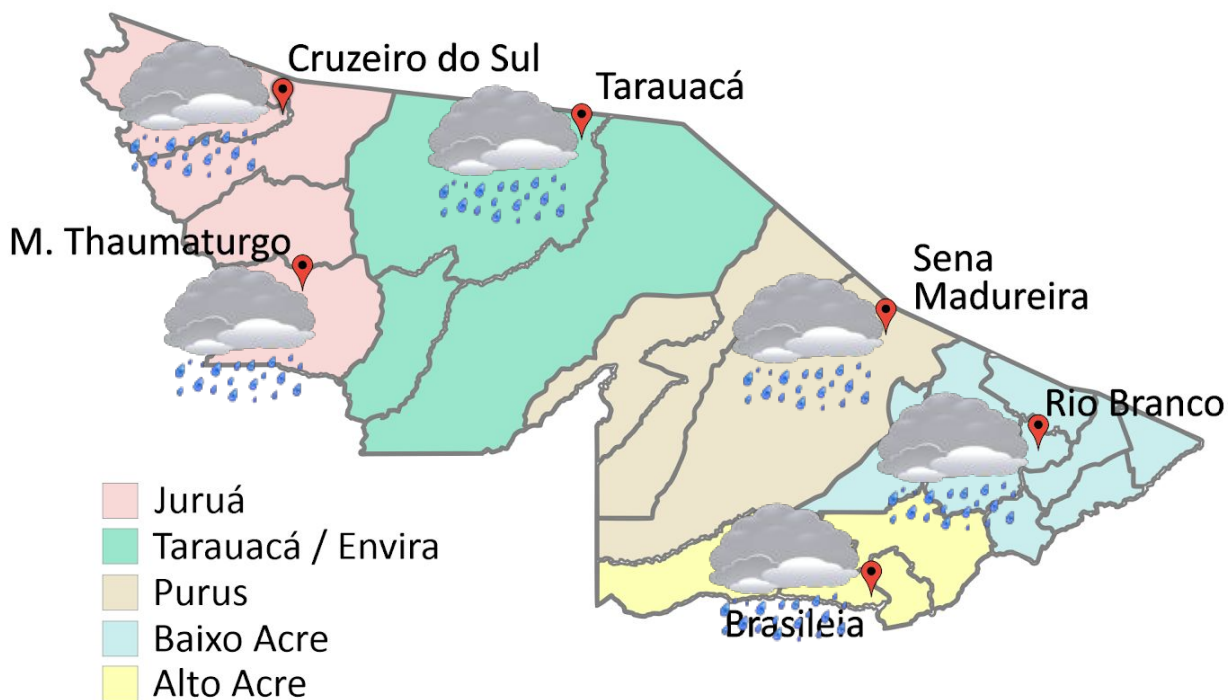 Cruzeiro do Sul
Tarauacá
M. Thaumaturgo
Sena
Madureira
Rio Branco
Brasileia
Juruá
Tarauacá / Envira
Purus
Baixo Acre
Alto Acre